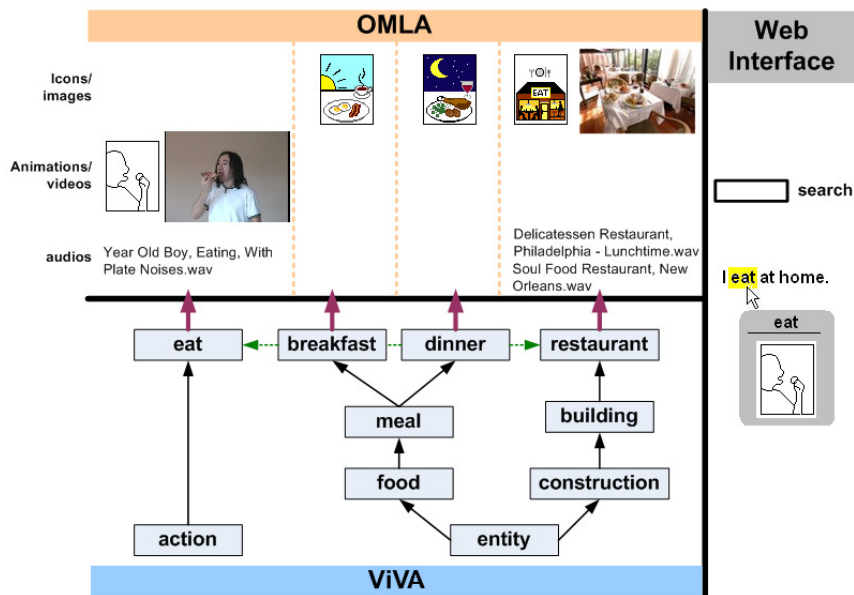 OMLA
Web
Interface
Icons/
images
EAT
Animations/
videos
search
audios
Year Old Boy, Eating, With
Plate Noises.wav
Delicatessen Restaurant,
Philadelphia - Lunchtime.wav
Soul Food Restaurant, New
Orleans.wav
I eat at home.
eat
eat
breakfast
dinner
restaurant
meal
building
food
construction
action
entity
ViVA